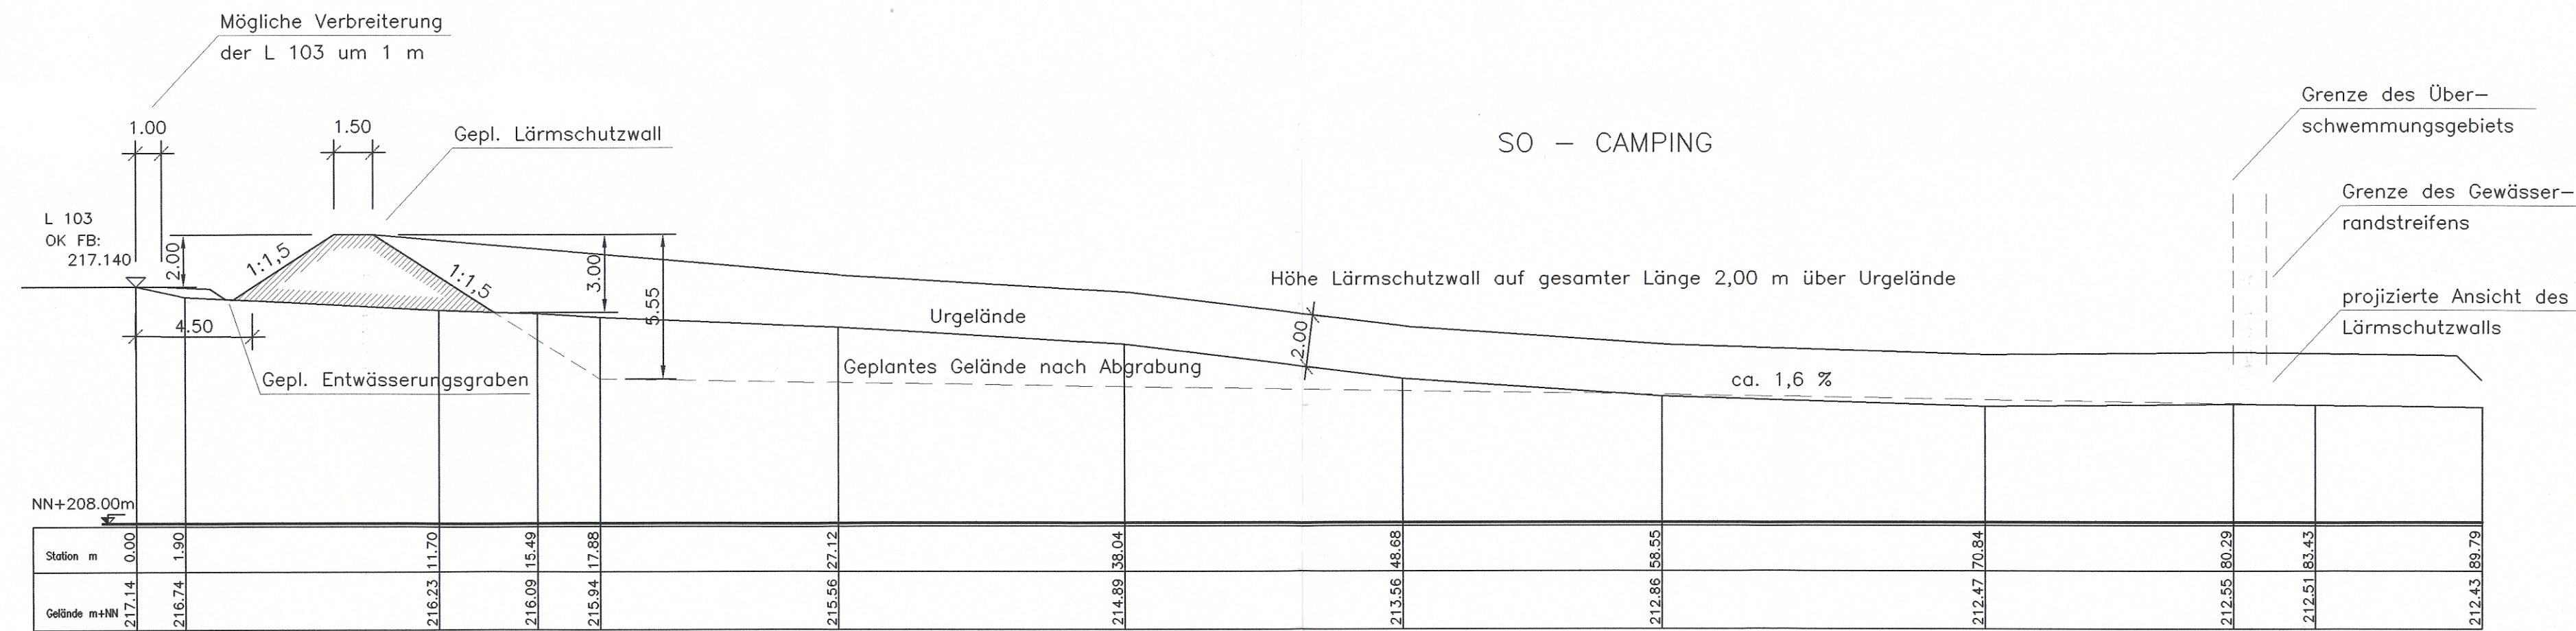 Mögliche Verbreiterung
der L 103 um 1 m
Grenze des Über-
schwemmungsgebiets
1.00
1.50
Gepl. Lärmschutzwall
SO - CAMPING
Grenze des Gewässer-
randstreifens
L 103
OK FB:
217.140
2.00
1:1,5
1:1,5
3.00
5.55
Höhe Lärmschutzwall auf gesamter Länge 2,00 m über Urgelände
projizierte Ansicht des
Lärmschutzwalls
4.50
Urgelände
2.00
Geplantes Gelände nach Abgrabung
Gepl. Entwässerungsgraben
ca. 1,6 %
NN+208.00m
Station m 0.00 1.90 11.70 15.49 17.88 27.12 38.04 48.68 58.55 70.84 80.29 83.43 89.79
Gelände m+NN 217.14 216.74 216.23 216.09 215.94 215.56 214.89 213.56 212.86 212.47 212.55 212.51 212.43